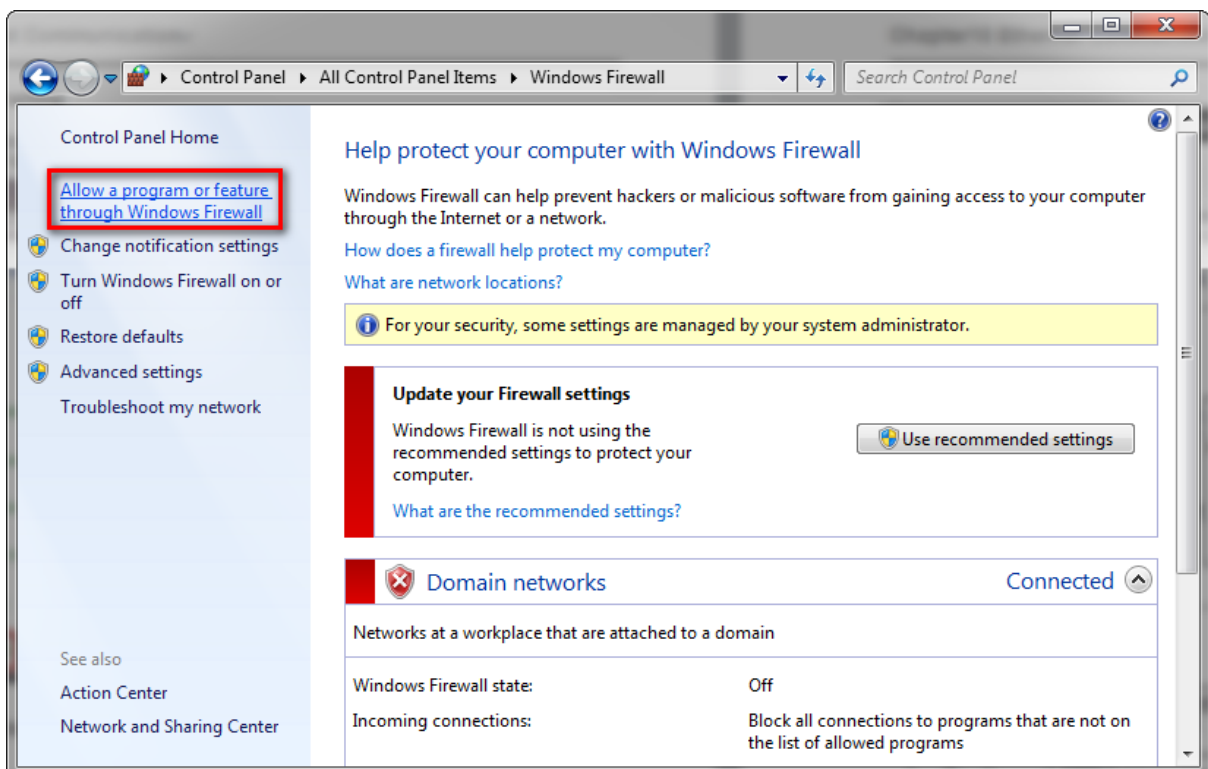 Control Panel ▸ All Control Panel Items ▸ Windows Firewall
Search Control Panel
Control Panel Home
Allow a program or feature
through Windows Firewall
Change notification settings
Turn Windows Firewall on or
off
Restore defaults
Advanced settings
Troubleshoot my network
See also
Action Center
Network and Sharing Center
Help protect your computer with Windows Firewall
Windows Firewall can help prevent hackers or malicious software from gaining access to your computer
through the Internet or a network.
How does a firewall help protect my computer?
What are network locations?
For your security, some settings are managed by your system administrator.
Update your Firewall settings
Windows Firewall is not using the
recommended settings to protect your
computer.
What are the recommended settings?
Use recommended settings
Domain networks
Connected
Networks at a workplace that are attached to a domain
Windows Firewall state: Off
Incoming connections: Block all connections to programs that are not on
the list of allowed programs